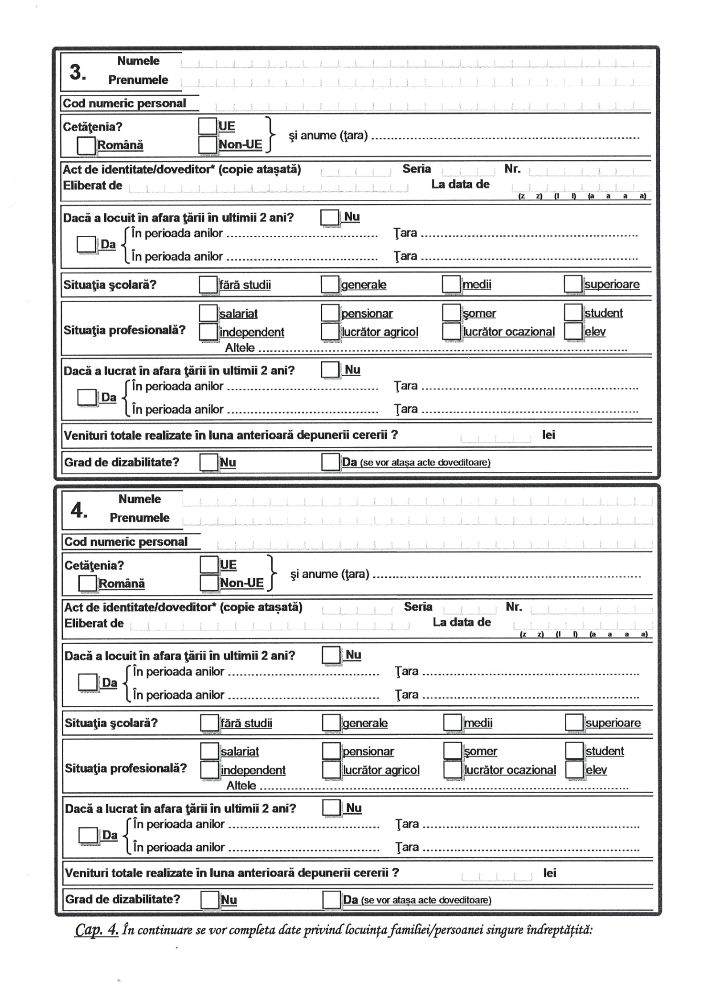 3. Numele
Prenumele
Cod numeric personal
Cetăţenia? UE
Română Non-UE şi anume (ţara) ........................................
Act de identitate/doveditor* (copie atașată) Seria Nr.
Eliberat de La data de
(z z) (l l) (a a a a)
Dacă a locuit în afara ţării în ultimii 2 ani? Nu
Da În perioada anilor ........................................ Ţara ........................................
În perioada anilor ........................................ Ţara ........................................
Situaţia şcolară? fără studii generale medii superioare
salariat pensionar şomer student
Situaţia profesională? independent lucrător agricol lucrător ocazional elev
Altele ........................................
Dacă a lucrat în afara ţării în ultimii 2 ani? Nu
Da În perioada anilor ........................................ Ţara ........................................
În perioada anilor ........................................ Ţara ........................................
Venituri totale realizate în luna anterioară depunerii cererii ? lei
Grad de dizabilitate? Nu Da (se vor atașa acte doveditoare)
4. Numele
Prenumele
Cod numeric personal
Cetăţenia? UE
Română Non-UE şi anume (ţara) ........................................
Act de identitate/doveditor* (copie atașată) Seria Nr.
Eliberat de La data de
(z z) (l l) (a a a a)
Dacă a locuit în afara ţării în ultimii 2 ani? Nu
Da În perioada anilor ........................................ Ţara ........................................
În perioada anilor ........................................ Ţara ........................................
Situaţia şcolară? fără studii generale medii superioare
salariat pensionar şomer student
Situaţia profesională? independent lucrător agricol lucrător ocazional elev
Altele ........................................
Dacă a lucrat în afara ţării în ultimii 2 ani? Nu
Da În perioada anilor ........................................ Ţara ........................................
În perioada anilor ........................................ Ţara ........................................
Venituri totale realizate în luna anterioară depunerii cererii ? lei
Grad de dizabilitate? Nu Da (se vor atașa acte doveditoare)
Cap. 4. În continuare se vor completa date privind locuința familiei/persoanei singure îndreptățită: